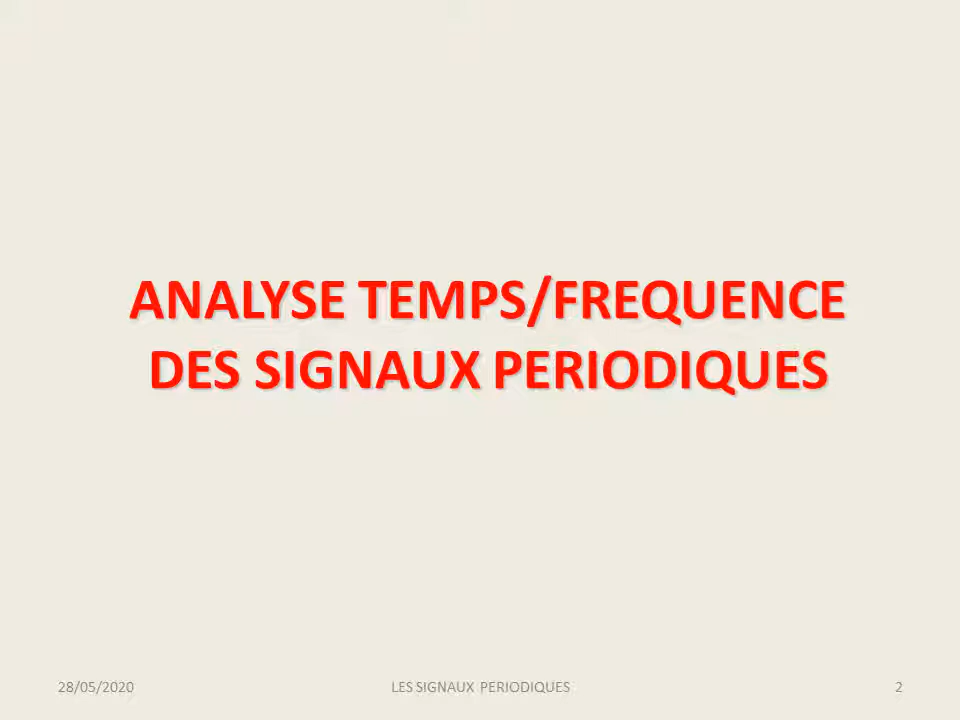 ANALYSE TEMPS/FREQUENCE
DES SIGNAUX PERIODIQUES
28/05/2020
LES SIGNAUX PERIODIQUES
2